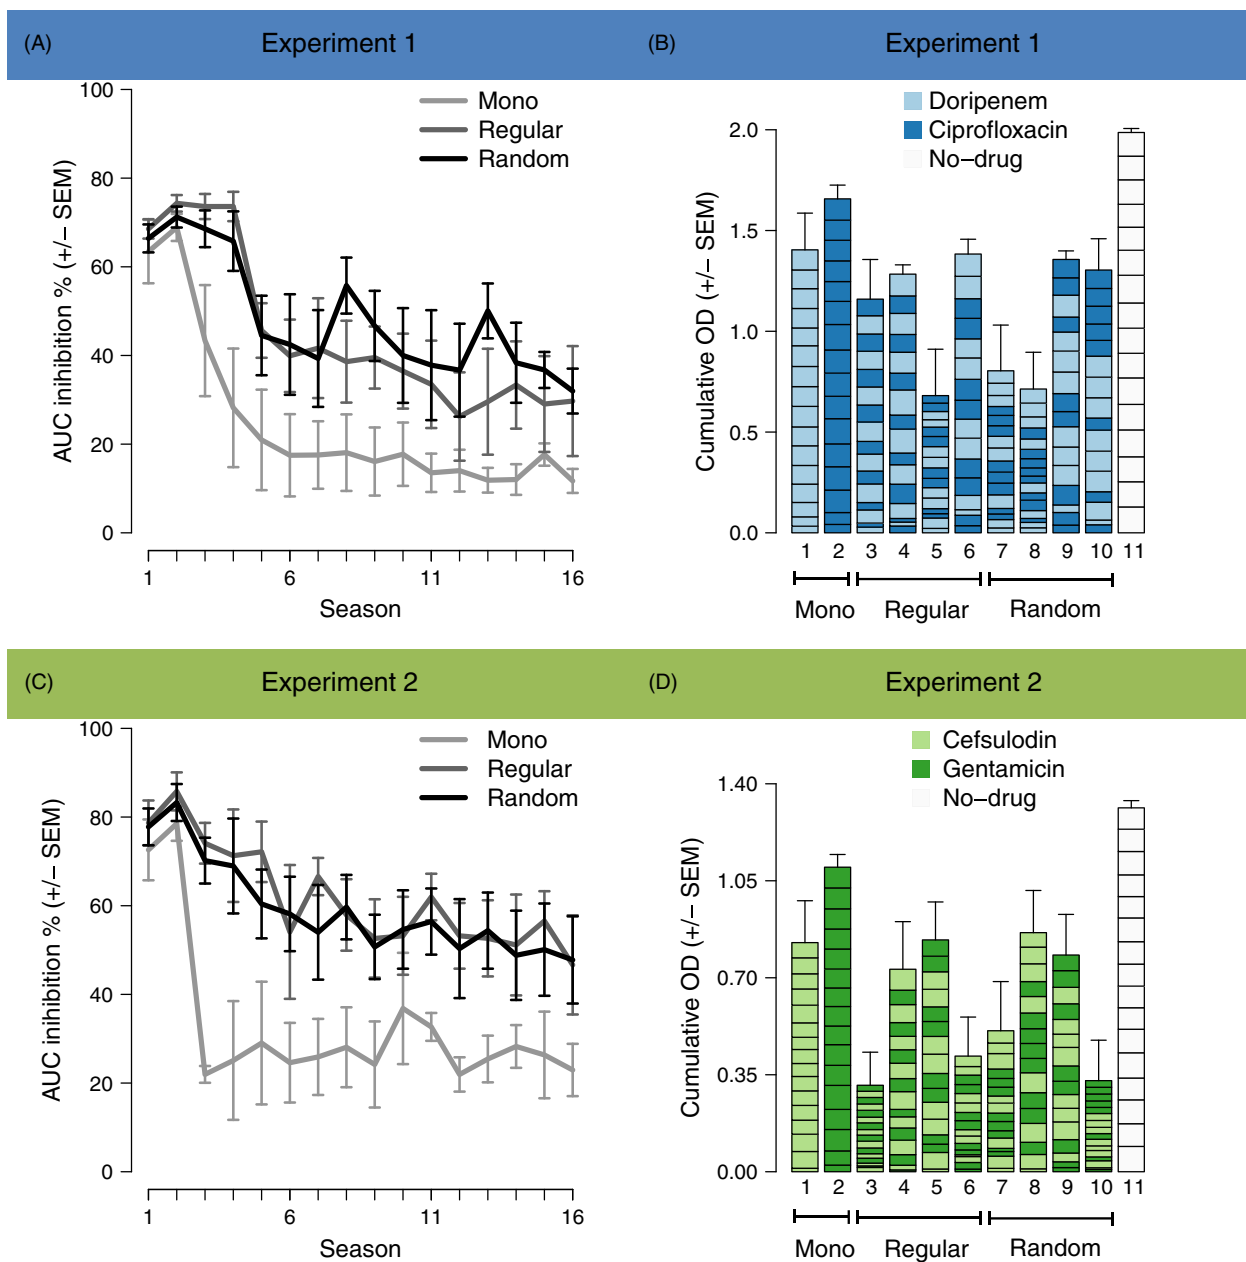 (A) Experiment 1
AUC inihibition % (+/− SEM)
100
80
60
40
20
0
Mono
Regular
Random
1 6 11 16
Season
(B) Experiment 1
Cumulative OD (+/− SEM)
2.0
1.5
1.0
0.5
0.0
Doripenem
Ciprofloxacin
No−drug
1 2 3 4 5 6 7 8 9 10 11
Mono Regular Random
(C) Experiment 2
AUC inihibition % (+/− SEM)
100
80
60
40
20
0
Mono
Regular
Random
1 6 11 16
Season
(D) Experiment 2
Cumulative OD (+/− SEM)
1.40
1.05
0.70
0.35
0.00
Cefsulodin
Gentamicin
No−drug
1 2 3 4 5 6 7 8 9 10 11
Mono Regular Random